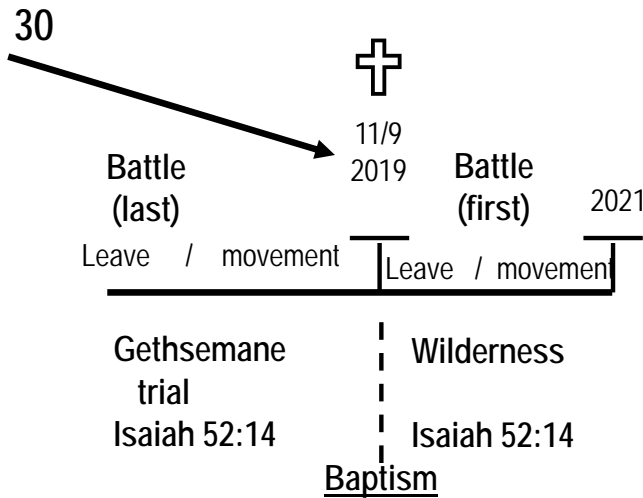 30
11/9
2019
Battle
(last)
Battle
(first)
2021
Leave / movement
Leave / movement
Gethsemane
trial
Isaiah 52:14
Wilderness
Isaiah 52:14
Baptism